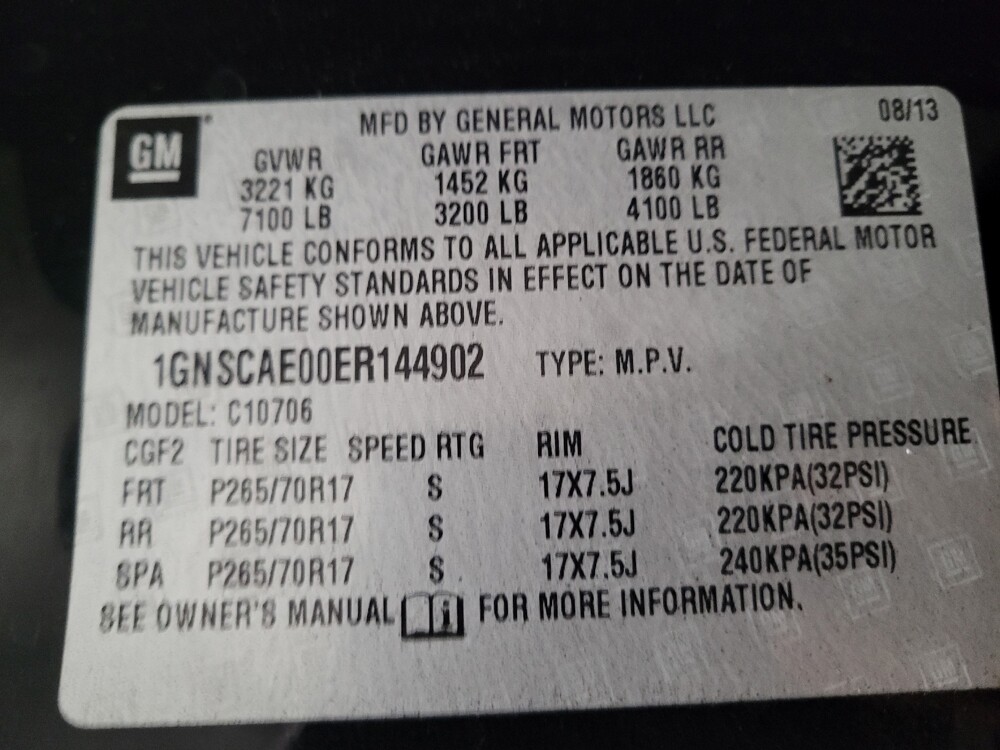 GM
MFD BY GENERAL MOTORS LLC 08/13
GVWR GAWR FRT GAWR RR
3221 KG 1452 KG 1860 KG
7100 LB 3200 LB 4100 LB
THIS VEHICLE CONFORMS TO ALL APPLICABLE U.S. FEDERAL MOTOR
VEHICLE SAFETY STANDARDS IN EFFECT ON THE DATE OF
MANUFACTURE SHOWN ABOVE.
1GNSCAE00ER144902 TYPE: M.P.V.
MODEL: C10706
CGF2 TIRE SIZE SPEED RTG RIM COLD TIRE PRESSURE
FRT P265/70R17 S 17X7.5J 220KPA(32PSI)
RR P265/70R17 S 17X7.5J 220KPA(32PSI)
SPA P265/70R17 S 17X7.5J 240KPA(35PSI)
SEE OWNER'S MANUAL FOR MORE INFORMATION.